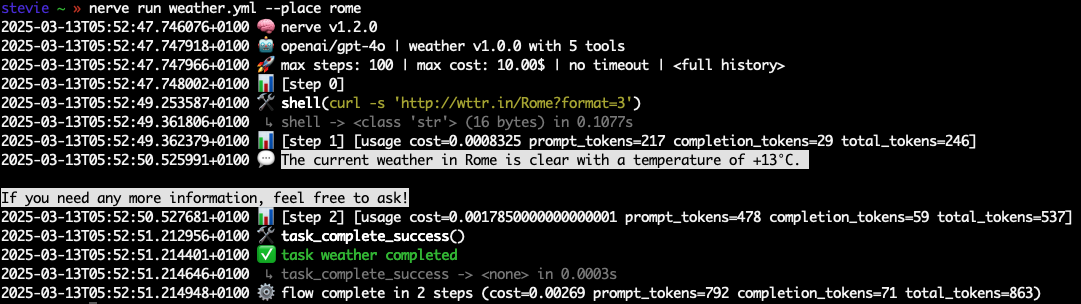 stevie ~ » nerve run weather.yml --place rome
2025-03-13T05:52:47.746076+0100 🧠 nerve v1.2.0
2025-03-13T05:52:47.747918+0100 🤖 openai/gpt-4o | weather v1.0.0 with 5 tools
2025-03-13T05:52:47.747966+0100 🚀 max steps: 100 | max cost: 10.00$ | no timeout | <full history>
2025-03-13T05:52:47.748002+0100 📊 [step 0]
2025-03-13T05:52:49.253587+0100 🛠 shell(curl -s 'http://wttr.in/Rome?format=3')
2025-03-13T05:52:49.361806+0100 ↳ shell -> <class 'str'> (16 bytes) in 0.1077s
2025-03-13T05:52:49.362379+0100 📊 [step 1] [usage cost=0.0008325 prompt_tokens=217 completion_tokens=29 total_tokens=246]
2025-03-13T05:52:50.525991+0100 💬 The current weather in Rome is clear with a temperature of +13°C.
If you need any more information, feel free to ask!
2025-03-13T05:52:50.527681+0100 📊 [step 2] [usage cost=0.0017850000000000001 prompt_tokens=478 completion_tokens=59 total_tokens=537]
2025-03-13T05:52:51.212956+0100 🛠 task_complete_success()
2025-03-13T05:52:51.214401+0100 ✅ task weather completed
2025-03-13T05:52:51.214646+0100 ↳ task_complete_success -> <none> in 0.0003s
2025-03-13T05:52:51.214948+0100 ⚙ flow complete in 2 steps (cost=0.00269 prompt_tokens=792 completion_tokens=71 total_tokens=863)